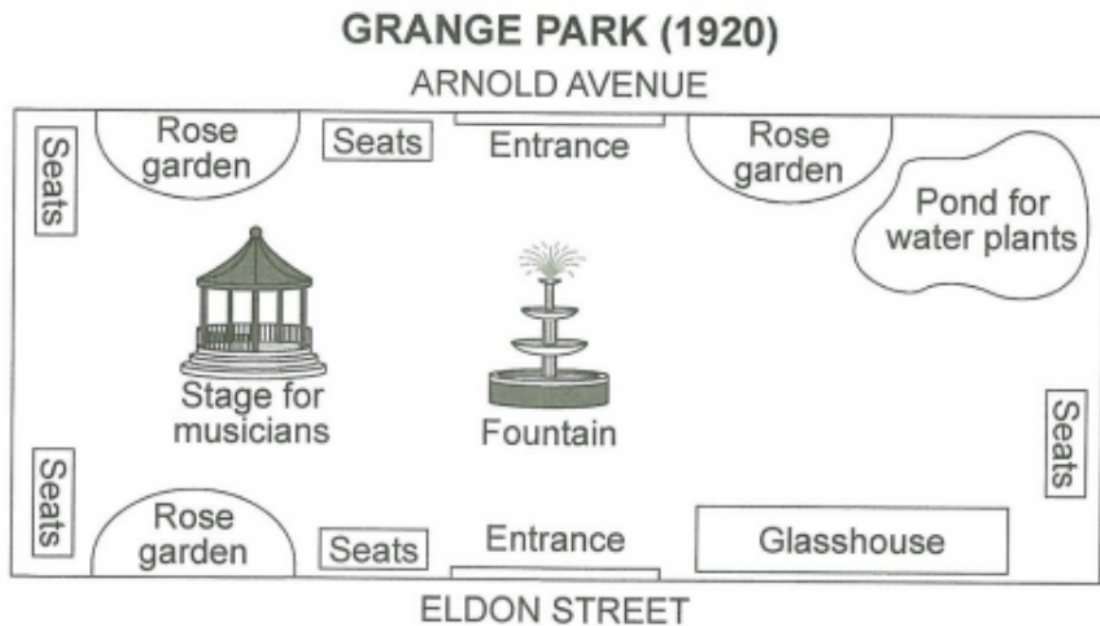 GRANGE PARK (1920)
ARNOLD AVENUE
Seats
Rose
garden
Seats
Entrance
Rose
garden
Pond for
water plants
Stage for
musicians
Fountain
Seats
Seats
Rose
garden
Seats
Entrance
Glasshouse
ELDON STREET